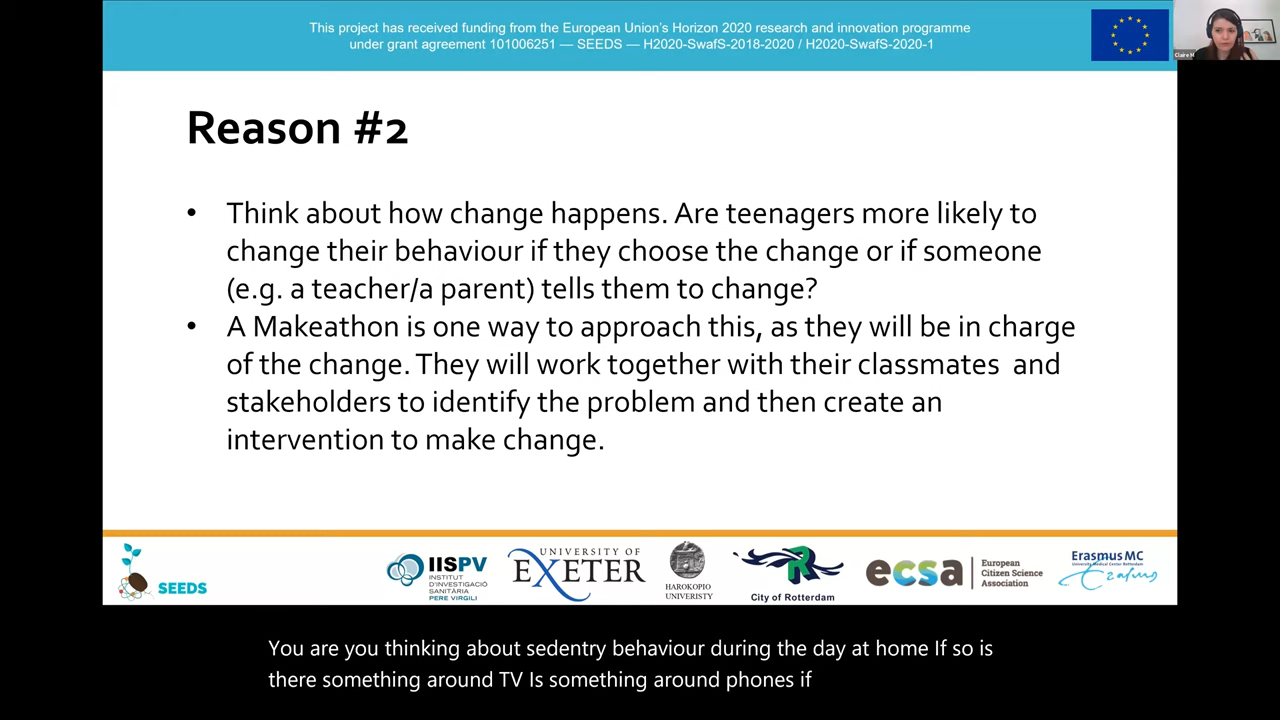 This project has received funding from the European Union's Horizon 2020 research and innovation programme
under grant agreement 101006251 — SEEDS — H2020-SwafS-2018-2020 / H2020-SwafS-2020-1
Claire
Reason #2
• Think about how change happens. Are teenagers more likely to
change their behaviour if they choose the change or if someone
(e.g. a teacher/a parent) tells them to change?
• A Makeathon is one way to approach this, as they will be in charge
of the change. They will work together with their classmates  and
stakeholders to identify the problem and then create an
intervention to make change.
SEEDS
IISPV
INSTITUT
D'INVESTIGACIÓ
SANITÀRIA
PERE VIRGILI
UNIVERSITY OF
EXETER
HAROKOPIO
UNIVERISTY
City of Rotterdam
ecsa
European
Citizen Science
Association
Erasmus MC
University Medical Center Rotterdam
Erasmus
You are you thinking about sedentry behaviour during the day at home If so is
there something around TV Is something around phones if